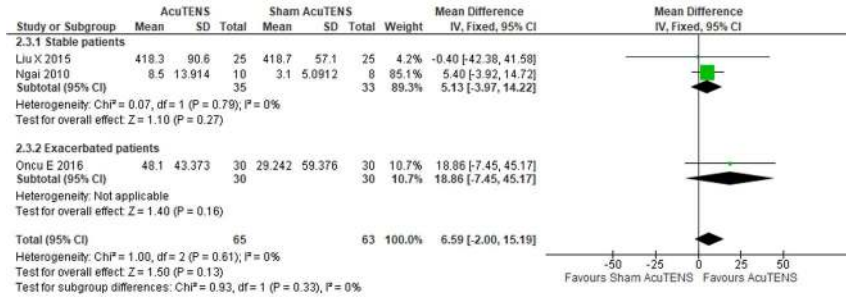 AcuTENS Sham AcuTENS Mean Difference Mean Difference
Study or Subgroup Mean SD Total Mean SD Total Weight IV, Fixed, 95% CI IV, Fixed, 95% CI
2.3.1 Stable patients
Liu X 2015 418.3 90.6 25 418.7 57.1 25 4.2% -0.40 [-42.38, 41.58]
Ngai 2010 8.5 13.914 10 3.1 5.0912 8 85.1% 5.40 [-3.92, 14.72]
Subtotal (95% CI) 35 33 89.3% 5.13 [-3.97, 14.22]
Heterogeneity: Chi² = 0.07, df = 1 (P = 0.79); I² = 0%
Test for overall effect: Z = 1.10 (P = 0.27)
2.3.2 Exacerbated patients
Oncu E 2016 48.1 43.373 30 29.242 59.376 30 10.7% 18.86 [-7.45, 45.17]
Subtotal (95% CI) 30 30 10.7% 18.86 [-7.45, 45.17]
Heterogeneity: Not applicable
Test for overall effect: Z = 1.40 (P = 0.16)
Total (95% CI) 65 63 100.0% 6.59 [-2.00, 15.19]
Heterogeneity: Chi² = 1.00, df = 2 (P = 0.61); I² = 0%
Test for overall effect: Z = 1.50 (P = 0.13)
Test for subgroup differences: Chi² = 0.93, df = 1 (P = 0.33), I² = 0%
-50 -25 0 25 50
Favours Sham AcuTENS Favours AcuTENS